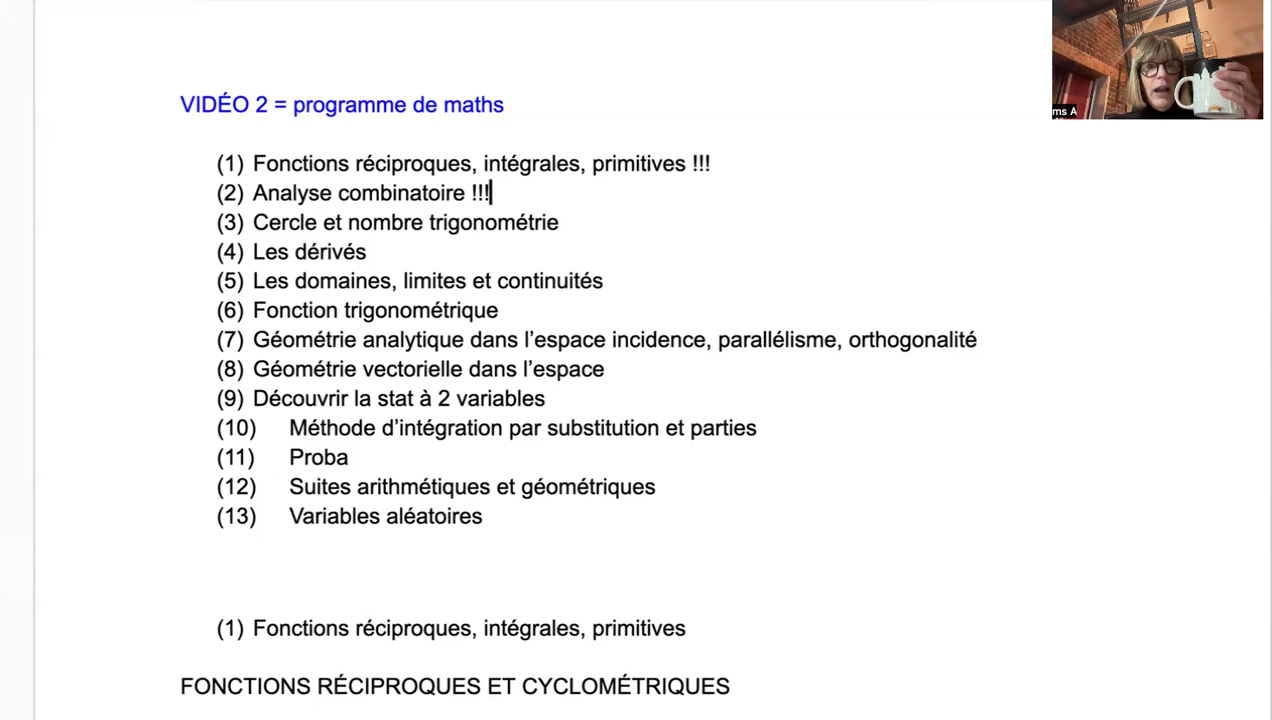 VIDÉO 2 = programme de maths
(1) Fonctions réciproques, intégrales, primitives !!!
(2) Analyse combinatoire !!!
(3) Cercle et nombre trigonométrie
(4) Les dérivés
(5) Les domaines, limites et continuités
(6) Fonction trigonométrique
(7) Géométrie analytique dans l’espace incidence, parallélisme, orthogonalité
(8) Géométrie vectorielle dans l’espace
(9) Découvrir la stat à 2 variables
(10) Méthode d’intégration par substitution et parties
(11) Proba
(12) Suites arithmétiques et géométriques
(13) Variables aléatoires
(1) Fonctions réciproques, intégrales, primitives
FONCTIONS RÉCIPROQUES ET CYCLOMÉTRIQUES
ms A